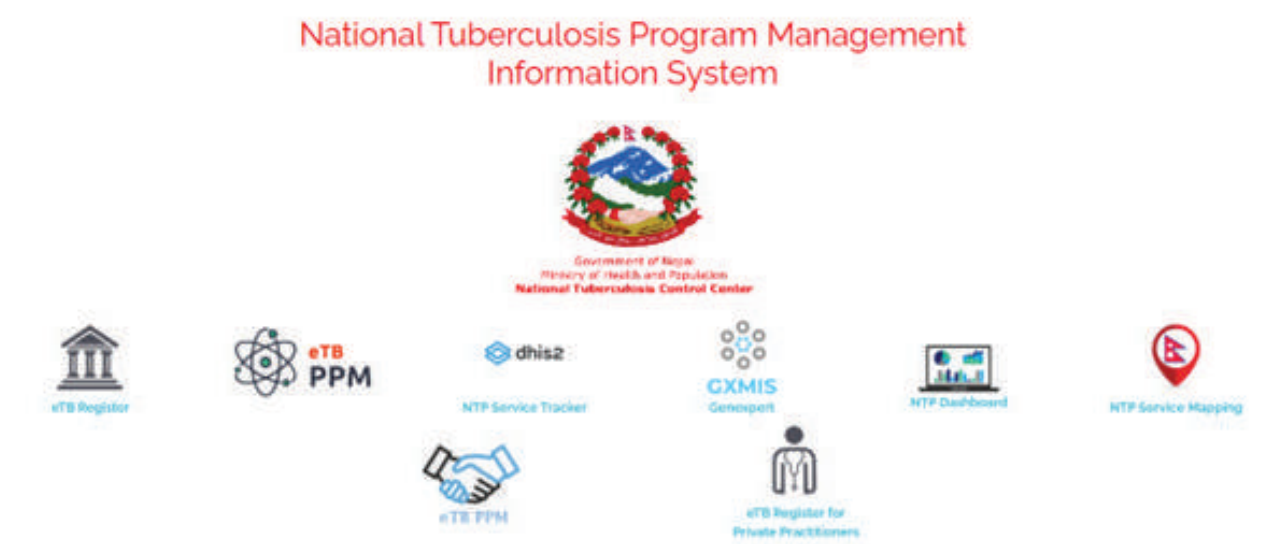 National Tuberculosis Program Management
Information System
Government of Nepal
Ministry of Health and Population
National Tuberculosis Control Center
eTB Register
eTB
PPM
dhis2
NTP Service Tracker
GXMIS
Genexpert
NTP Dashboard
NTP Service Mapping
eTB PPM
eTB Register for
Private Practitioners